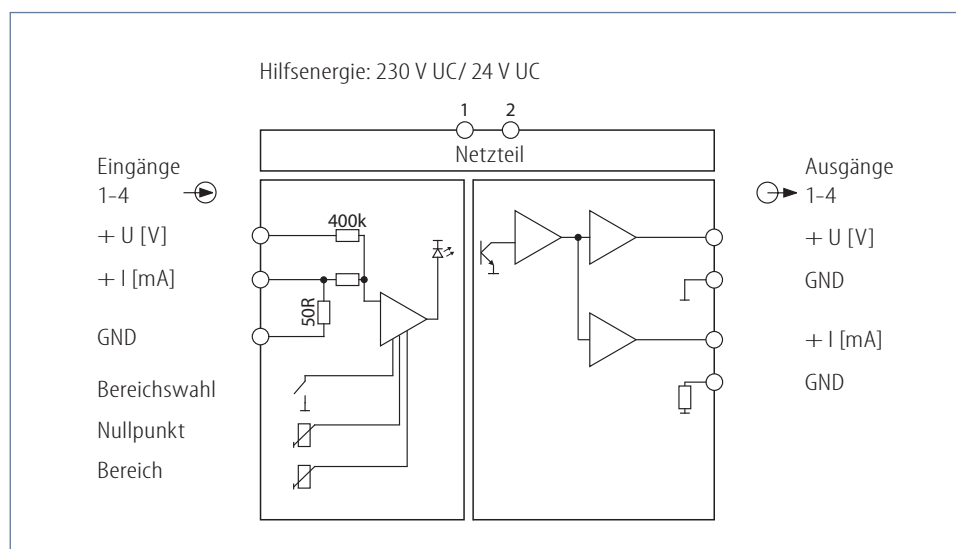 Hilfsenergie: 230 V UC/ 24 V UC
1 2
Netzteil
Eingänge
1–4
+ U [V]
+ I [mA]
GND
Bereichswahl
Nullpunkt
Bereich
400k
50R
Ausgänge
1–4
+ U [V]
GND
+ I [mA]
GND